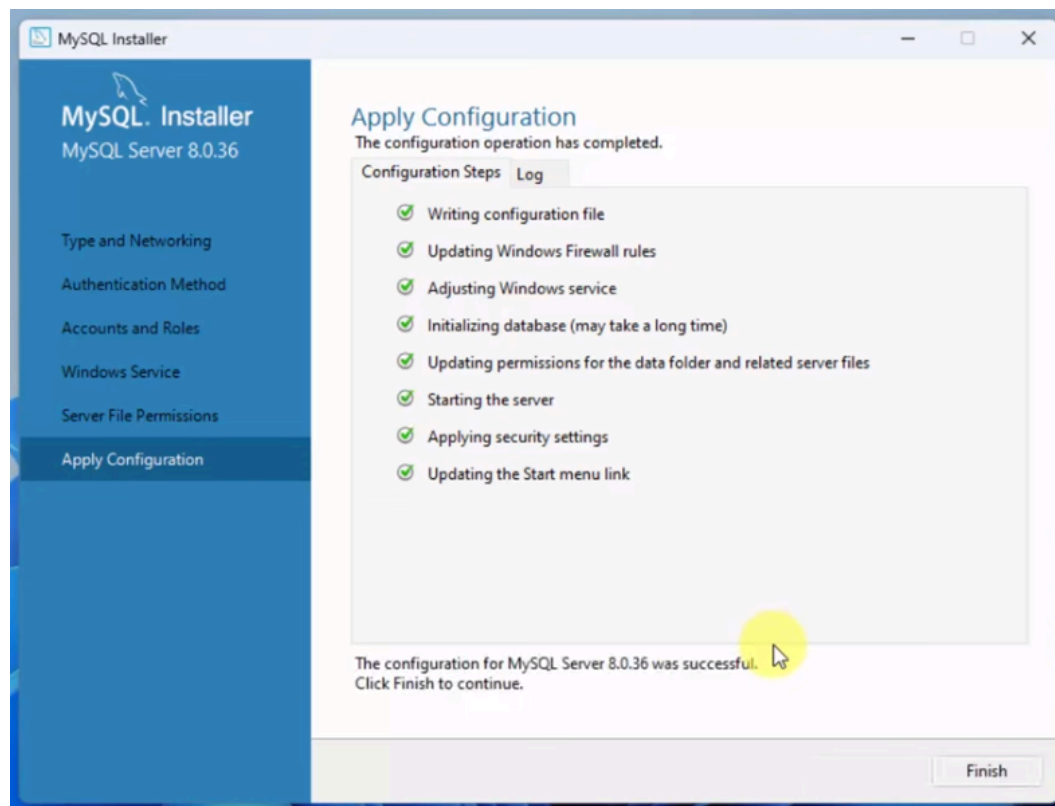 MySQL Installer
MySQL. Installer
MySQL Server 8.0.36
Type and Networking
Authentication Method
Accounts and Roles
Windows Service
Server File Permissions
Apply Configuration
Apply Configuration
The configuration operation has completed.
Configuration Steps Log
Writing configuration file
Updating Windows Firewall rules
Adjusting Windows service
Initializing database (may take a long time)
Updating permissions for the data folder and related server files
Starting the server
Applying security settings
Updating the Start menu link
The configuration for MySQL Server 8.0.36 was successful.
Click Finish to continue.
Finish